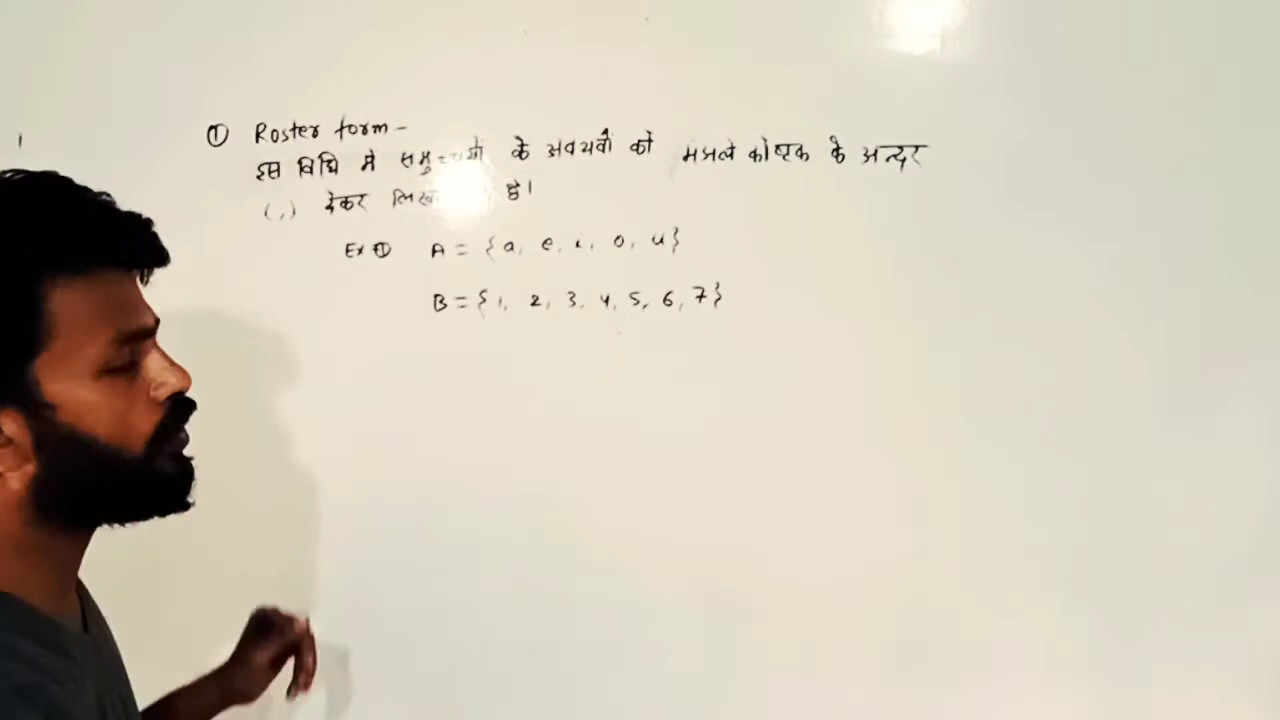 ① Roster form -
इस विधि मे समुच्चयो के अवयवों को मझले कोष्टक के अन्दर
(,) देकर है।
Ex ① A = {a, e, i, o, u}
B = {1, 2, 3, 4, 5, 6, 7}